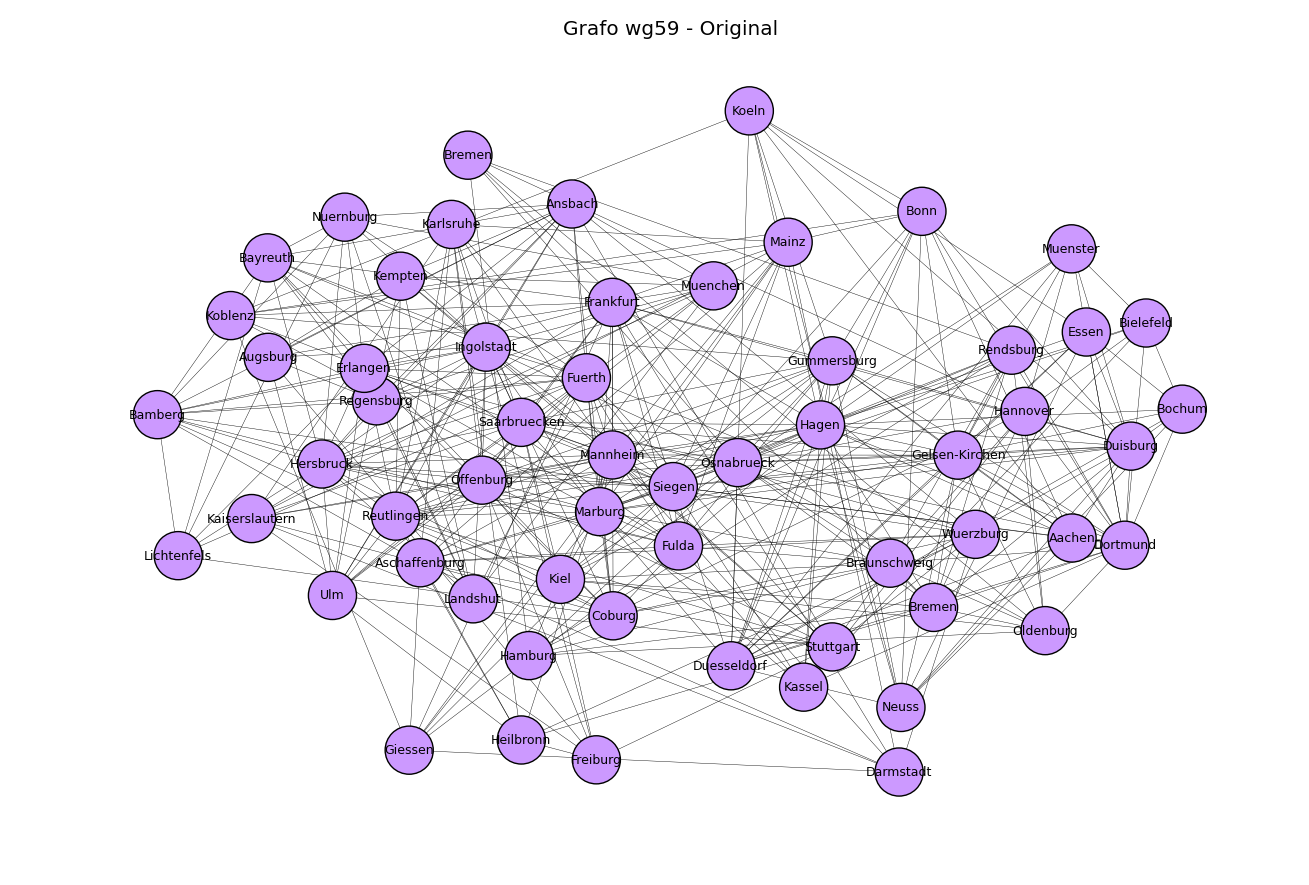 Grafo wg59 - Original
Koeln
Bremen
Ansbach
Bonn
Nuernburg
Karlsruhe
Mainz
Muenster
Bayreuth
Kempten
Muenchen
Frankfurt
Koblenz
Bielefeld
Essen
Ingolstadt
Rendsburg
Augsburg
Gummersburg
Erlangen
Fuerth
Regensburg
Bochum
Hannover
Bamberg
Saarbruecken
Hagen
Duisburg
Mannheim
Gelsen-Kirchen
Osnabrueck
Hersbruck
Offenburg
Siegen
Marburg
Reutlingen
Kaiserslautern
Wuerzburg
Aachen
Dortmund
Fulda
Lichtenfels
Aschaffenburg
Braunschweig
Kiel
Ulm
Landshut
Bremen
Coburg
Oldenburg
Stuttgart
Hamburg
Duesseldorf
Kassel
Neuss
Heilbronn
Giessen
Freiburg
Darmstadt